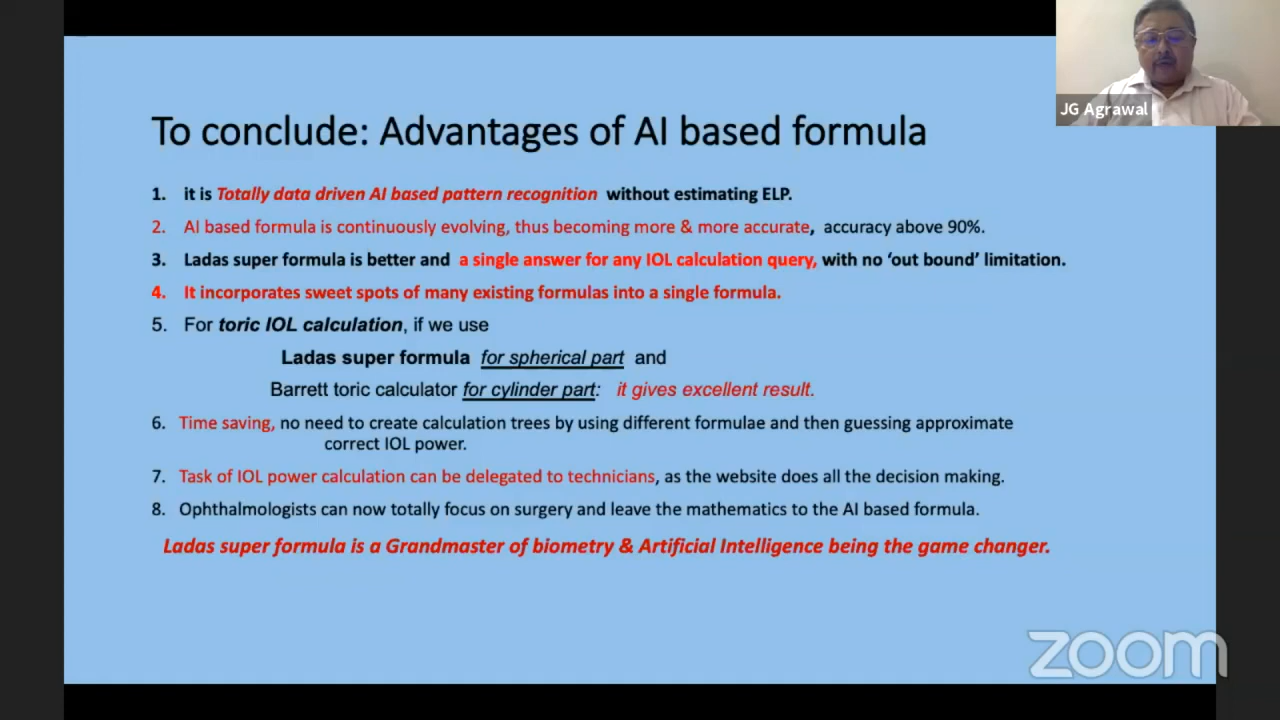 JG Agrawal
To conclude: Advantages of AI based formula
1. it is Totally data driven AI based pattern recognition without estimating ELP.
2. AI based formula is continuously evolving, thus becoming more & more accurate, accuracy above 90%.
3. Ladas super formula is better and a single answer for any IOL calculation query, with no ‘out bound’ limitation.
4. It incorporates sweet spots of many existing formulas into a single formula.
5. For toric IOL calculation, if we use
Ladas super formula for spherical part and
Barrett toric calculator for cylinder part: it gives excellent result.
6. Time saving, no need to create calculation trees by using different formulae and then guessing approximate
correct IOL power.
7. Task of IOL power calculation can be delegated to technicians, as the website does all the decision making.
8. Ophthalmologists can now totally focus on surgery and leave the mathematics to the AI based formula.
Ladas super formula is a Grandmaster of biometry & Artificial Intelligence being the game changer.
zoom